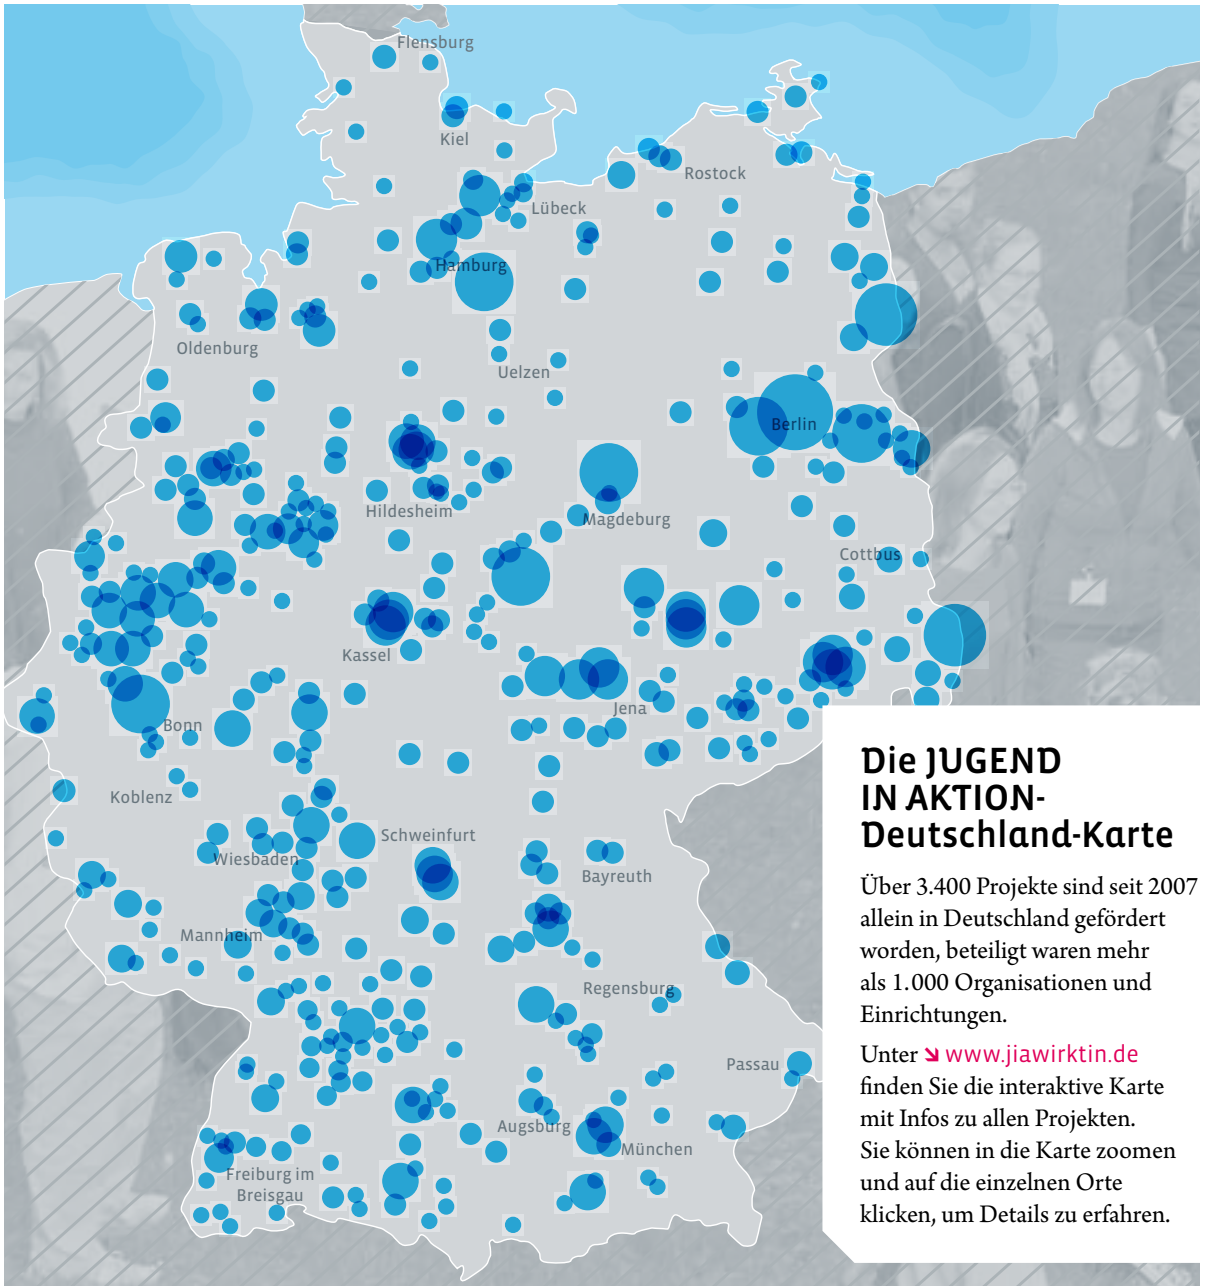 Flensburg
Kiel
Rostock
Lübeck
Hamburg
Oldenburg
Uelzen
Berlin
Hildesheim
Magdeburg
Cottbus
Kassel
Jena
Bonn
Koblenz
Schweinfurt
Wiesbaden
Bayreuth
Mannheim
Regensburg
Passau
Augsburg
München
Freiburg im
Breisgau
Die JUGEND
IN AKTION-
Deutschland-Karte
Über 3.400 Projekte sind seit 2007
allein in Deutschland gefördert
worden, beteiligt waren mehr
als 1.000 Organisationen und
Einrichtungen.
Unter ➘ www.jiawirktin.de
finden Sie die interaktive Karte
mit Infos zu allen Projekten.
Sie können in die Karte zoomen
und auf die einzelnen Orte
klicken, um Details zu erfahren.